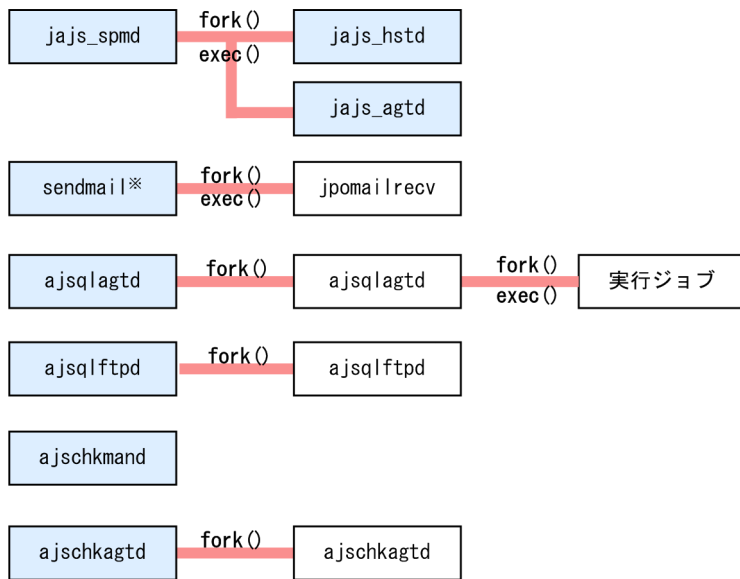 jajs_spmd
fork()
exec()
jajs_hstd
jajs_agtd
sendmail※
fork()
exec()
jpomailrecv
ajsqlagtd
fork()
ajsqlagtd
fork()
exec()
実行ジョブ
ajsqlftpd
fork()
ajsqlftpd
ajschkmand
ajschkagtd
fork()
ajschkagtd